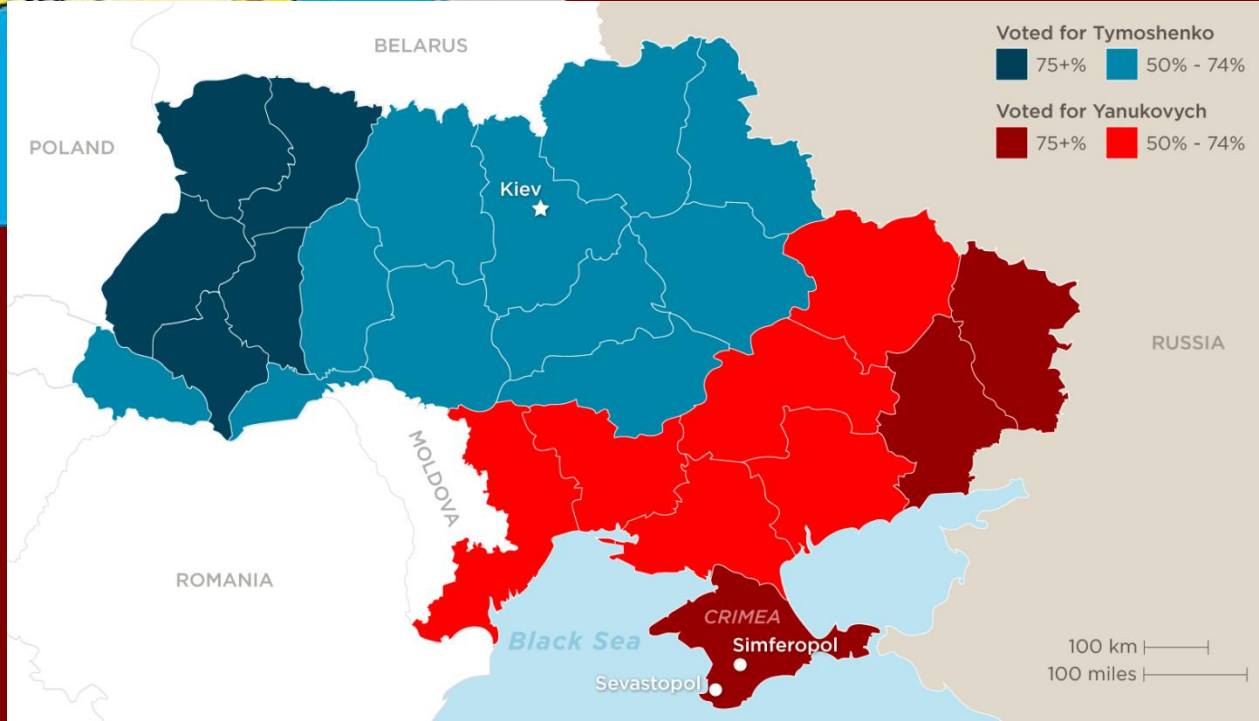 BELARUS
Voted for Tymoshenko
75+% 50% - 74%
Voted for Yanukovych
75+% 50% - 74%
POLAND
Kiev
RUSSIA
MOLDOVA
ROMANIA
CRIMEA
Black Sea
Simferopol
Sevastopol
100 km
100 miles